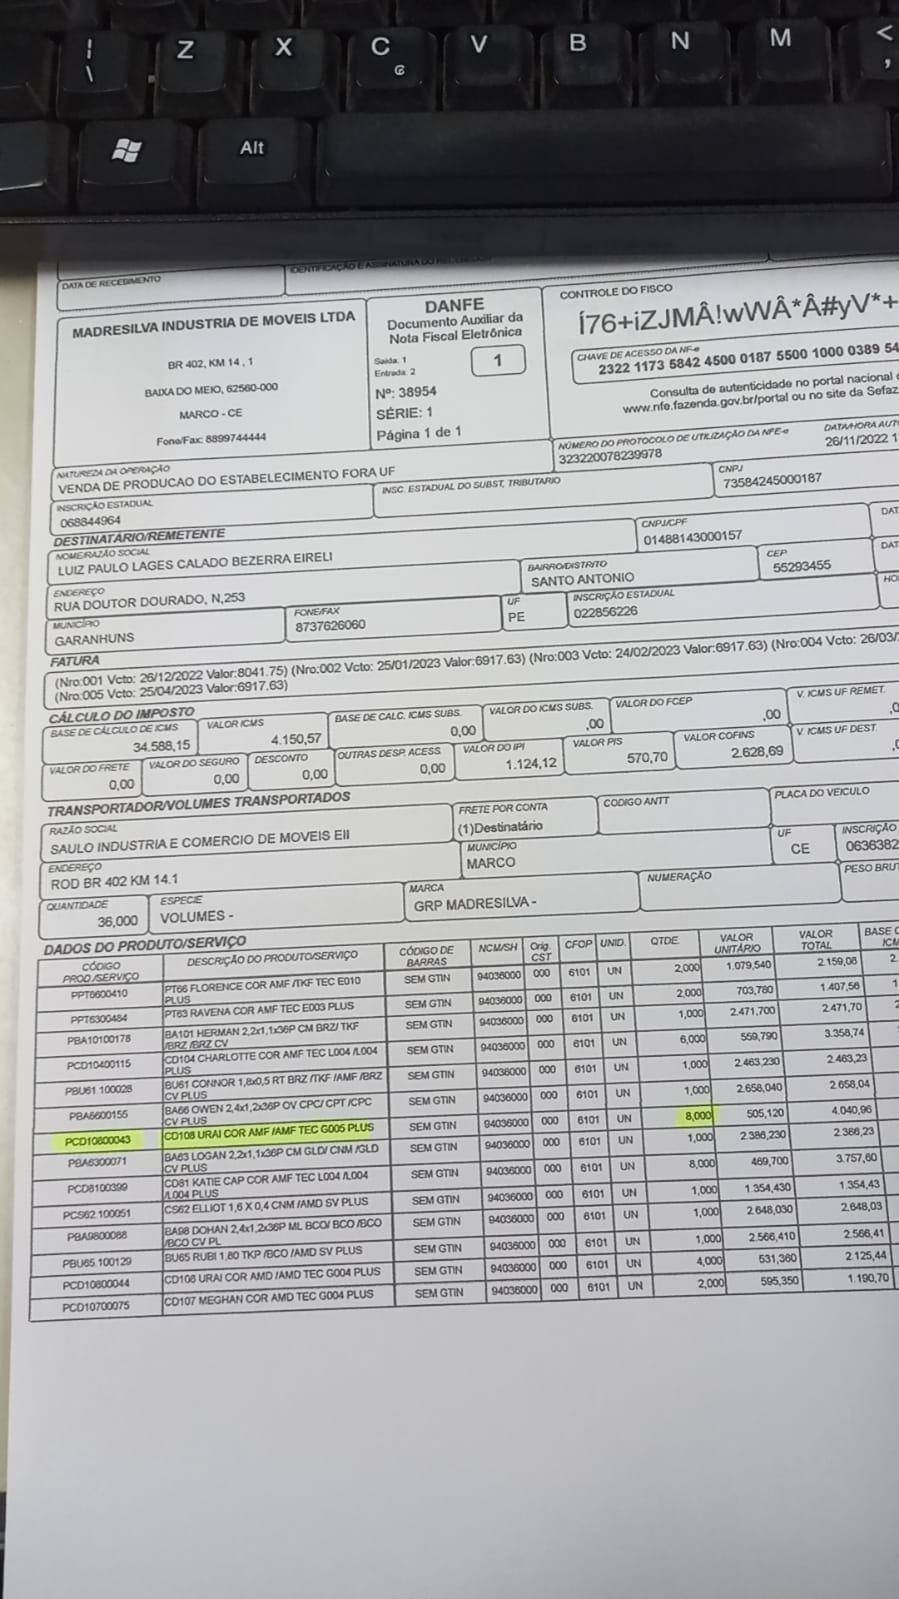 Z X C V B N M <
Alt
DATA DE RECEBIMENTO
MADRESILVA INDUSTRIA DE MOVEIS LTDA
BR 402, KM 14 , 1
BAIXA DO MEIO, 62560-000
MARCO - CE
Fone/Fax: 8899744444
DANFE
Documento Auxiliar da
Nota Fiscal Eletrônica
Saída: 1
Entrada: 2
1
Nº: 38954
SÉRIE: 1
Página 1 de 1
CONTROLE DO FISCO
Í76+iZJMÂ!wWÂ*Â#yV*+
CHAVE DE ACESSO DA NF-e
2322 1173 5842 4500 0187 5500 1000 0389 54
Consulta de autenticidade no portal nacional
www.nfe.fazenda.gov.br/portal ou no site da Sefaz
NÚMERO DO PROTOCOLO DE UTILIZAÇÃO DA NFE-e
323220078239978
DATA/HORA AUT
26/11/2022 1
NATUREZA DA OPERAÇÃO
VENDA DE PRODUCAO DO ESTABELECIMENTO FORA UF
INSCRIÇÃO ESTADUAL
068844964
INSC. ESTADUAL DO SUBST, TRIBUTARIO
CNPJ
73584245000187
DESTINATÁRIO/REMETENTE
NOME/RAZÃO SOCIAL
LUIZ PAULO LAGES CALADO BEZERRA EIRELI
CNPJ/CPF
01488143000157
DAT
ENDEREÇO
RUA DOUTOR DOURADO, N,253
BAIRRO/DISTRITO
SANTO ANTONIO
CEP
55293455
DAT
MUNICÍPIO
GARANHUNS
FONE/FAX
8737626060
UF
PE
INSCRIÇÃO ESTADUAL
022856226
HO
FATURA
(Nro:001 Vcto: 26/12/2022 Valor:8041.75) (Nro:002 Vcto: 25/01/2023 Valor:6917.63) (Nro:003 Vcto: 24/02/2023 Valor:6917.63) (Nro:004 Vcto: 26/03/
(Nro:005 Vcto: 25/04/2023 Valor:6917.63)
CÁLCULO DO IMPOSTO
BASE DE CÁLCULO DE ICMS 34.588,15
VALOR ICMS 4.150,57
BASE DE CALC. ICMS SUBS. 0,00
VALOR DO ICMS SUBS. ,00
VALOR DO FCEP ,00
V. ICMS UF REMET. ,0
VALOR DO FRETE 0,00
VALOR DO SEGURO 0,00
DESCONTO 0,00
OUTRAS DESP. ACESS. 0,00
VALOR DO IPI 1.124,12
VALOR PIS 570,70
VALOR COFINS 2.628,69
V. ICMS UF DEST.
TRANSPORTADOR/VOLUMES TRANSPORTADOS
RAZÃO SOCIAL
SAULO INDUSTRIA E COMERCIO DE MOVEIS EII
FRETE POR CONTA
(1)Destinatário
CODIGO ANTT
PLACA DO VEICULO
ENDEREÇO
ROD BR 402 KM 14.1
MUNICÍPIO
MARCO
UF
CE
INSCRIÇÃO
0636382
QUANTIDADE
36,000
ESPECIE
VOLUMES -
MARCA
GRP MADRESILVA -
NUMERAÇÃO
PESO BRU
DADOS DO PRODUTO/SERVIÇO
CÓDIGO PROD./SERVIÇO DESCRIÇÃO DO PRODUTO/SERVIÇO CÓDIGO DE BARRAS NCM/SH Orig. CST CFOP UNID. QTDE. VALOR UNITÁRIO VALOR TOTAL BASE C ICM
PPT6600410 PT66 FLORENCE COR AMF /TKF TEC E010 PLUS SEM GTIN 94036000 000 6101 UN 2,000 1.079,540 2.159,08 2
PPT6300484 PT63 RAVENA COR AMF TEC E003 PLUS SEM GTIN 94036000 000 6101 UN 2,000 703,780 1.407,56 1
PBA10100178 BA101 HERMAN 2,2x1,1x36P CM BRZ/ TKF /BRZ /BRZ CV SEM GTIN 94036000 000 6101 UN 1,000 2.471,700 2.471,70 2
PCD10400115 CD104 CHARLOTTE COR AMF TEC L004 /L004 PLUS SEM GTIN 94036000 000 6101 UN 6,000 559,790 3.358,74
PBU61 100028 BU61 CONNOR 1,8x0,5 RT BRZ /TKF /AMF /BRZ CV PLUS SEM GTIN 94036000 000 6101 UN 1,000 2.463,230 2.463,23
PBA6600155 BA66 OWEN 2,4x1,2x36P OV CPC/ CPT /CPC CV PLUS SEM GTIN 94036000 000 6101 UN 1,000 2.658,040 2.658,04
PCD10800043 CD108 URAI COR AMF /AMF TEC G005 PLUS SEM GTIN 94036000 000 6101 UN 8,000 505,120 4.040,96
PBA6300071 BA63 LOGAN 2,2x1,1x36P CM GLD/ CNM /GLD CV PLUS SEM GTIN 94036000 000 6101 UN 1,000 2.386,230 2.386,23
PCD8100399 CD81 KATIE CAP COR AMF TEC L004 /L004 /L004 PLUS SEM GTIN 94036000 000 6101 UN 8,000 469,700 3.757,60
PCS62 100051 CS62 ELLIOT 1,6 X 0,4 CNM /AMD SV PLUS SEM GTIN 94036000 000 6101 UN 1,000 1.354,430 1.354,43
PBA9800088 BA98 DOHAN 2,4x1,2x36P ML BCO/ BCO /BCO /BCO CV PL SEM GTIN 94036000 000 6101 UN 1,000 2.648,030 2.648,03
PBU65 100129 BU65 RUBI 1,80 TKP /BCO /AMD SV PLUS SEM GTIN 94036000 000 6101 UN 1,000 2.566,410 2.566,41
PCD10800044 CD108 URAI COR AMD /AMD TEC G004 PLUS SEM GTIN 94036000 000 6101 UN 4,000 531,360 2.125,44
PCD10700075 CD107 MEGHAN COR AMD TEC G004 PLUS SEM GTIN 94036000 000 6101 UN 2,000 595,350 1.190,70